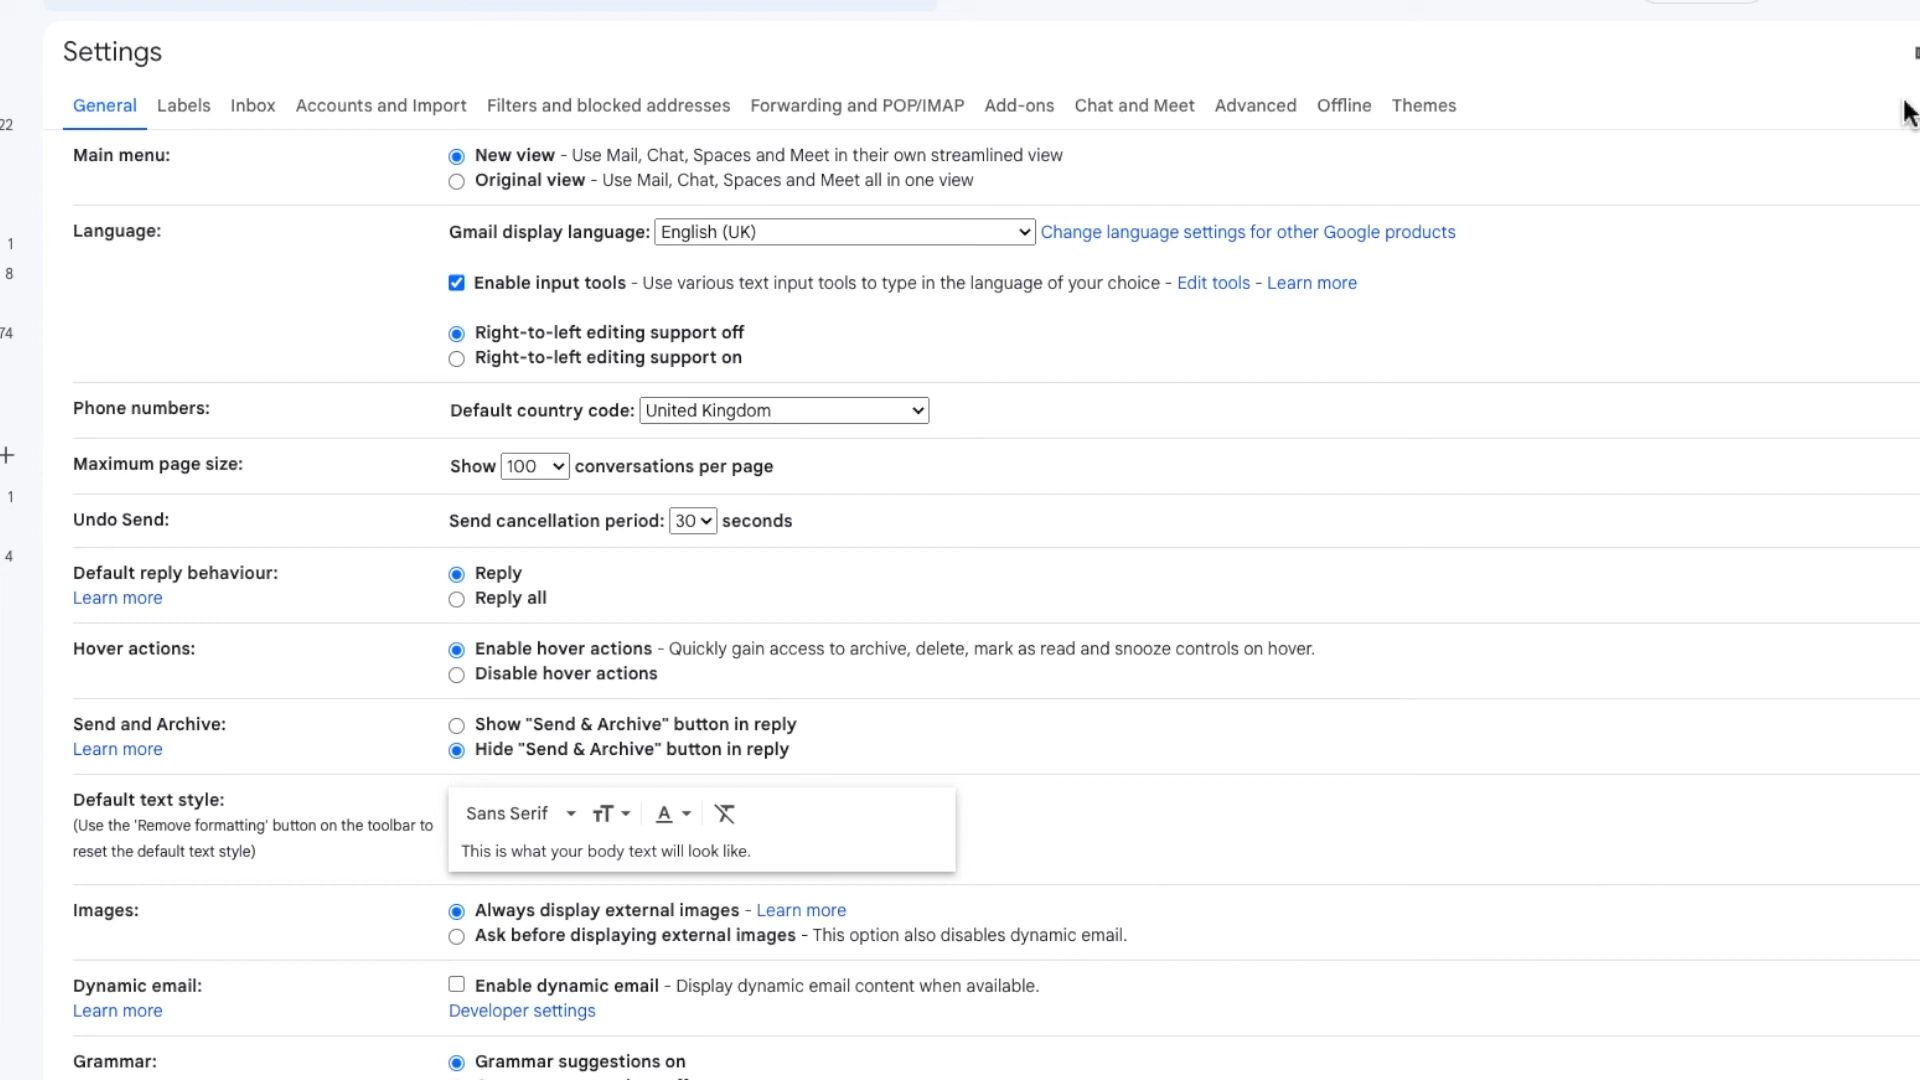 Settings
General Labels Inbox Accounts and Import Filters and blocked addresses Forwarding and POP/IMAP Add-ons Chat and Meet Advanced Offline Themes
22
Main menu:
New view - Use Mail, Chat, Spaces and Meet in their own streamlined view
Original view - Use Mail, Chat, Spaces and Meet all in one view
1
8
74
Language:
Gmail display language: English (UK) Change language settings for other Google products
Enable input tools - Use various text input tools to type in the language of your choice - Edit tools - Learn more
Right-to-left editing support off
Right-to-left editing support on
Phone numbers:
Default country code: United Kingdom
+
1
4
Maximum page size:
Show 100 conversations per page
Undo Send:
Send cancellation period: 30 seconds
Default reply behaviour:
Learn more
Reply
Reply all
Hover actions:
Enable hover actions - Quickly gain access to archive, delete, mark as read and snooze controls on hover.
Disable hover actions
Send and Archive:
Learn more
Show "Send & Archive" button in reply
Hide "Send & Archive" button in reply
Default text style:
(Use the 'Remove formatting' button on the toolbar to
reset the default text style)
Sans Serif
This is what your body text will look like.
Images:
Always display external images - Learn more
Ask before displaying external images - This option also disables dynamic email.
Dynamic email:
Learn more
Enable dynamic email - Display dynamic email content when available.
Developer settings
Grammar:
Grammar suggestions on